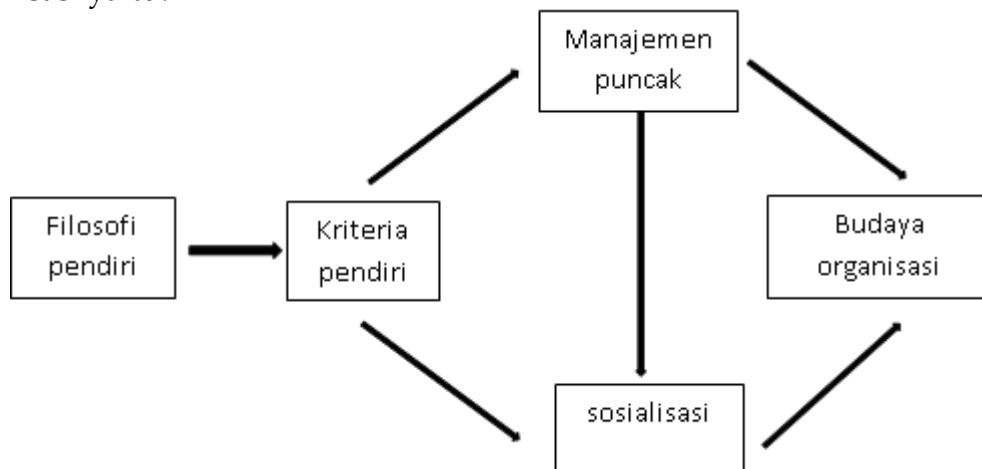 Manajemen
puncak
Filosofi
pendiri
Kriteria
pendiri
Budaya
organisasi
sosialisasi